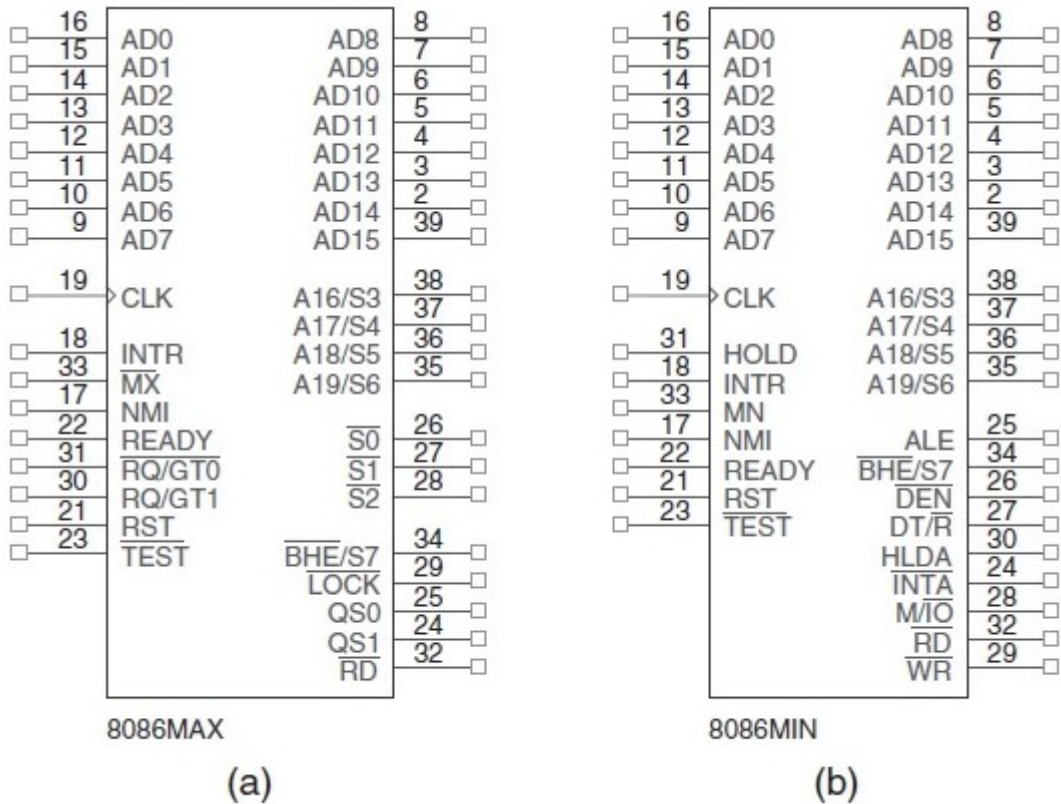 16 AD0 AD8 8
15 AD1 AD9 7
14 AD2 AD10 6
13 AD3 AD11 5
12 AD4 AD12 4
11 AD5 AD13 3
10 AD6 AD14 2
9 AD7 AD15 39
19 CLK A16/S3 38
A17/S4 37
18 INTR A18/S5 36
33 MX A19/S6 35
17 NMI
22 READY S0 26
31 RQ/GT0 S1 27
30 RQ/GT1 S2 28
21 RST
23 TEST BHE/S7 34
LOCK 29
QS0 25
QS1 24
RD 32
8086MAX
(a)
16 AD0 AD8 8
15 AD1 AD9 7
14 AD2 AD10 6
13 AD3 AD11 5
12 AD4 AD12 4
11 AD5 AD13 3
10 AD6 AD14 2
9 AD7 AD15 39
19 CLK A16/S3 38
A17/S4 37
31 HOLD A18/S5 36
18 INTR A19/S6 35
33 MN
17 NMI ALE 25
22 READY BHE/S7 34
21 RST DEN 26
23 TEST DT/R 27
HLDA 30
INTA 24
M/IO 28
RD 32
WR 29
8086MIN
(b)